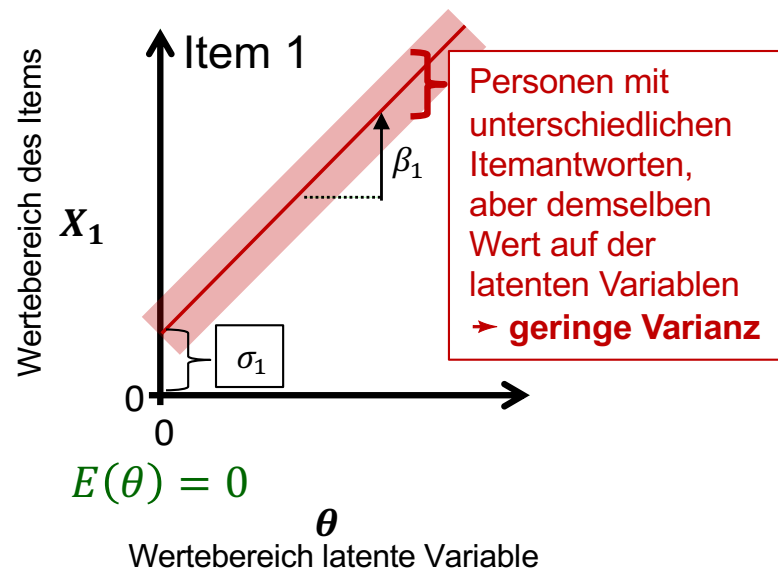 Item 1
Wertebereich des Items
X₁
β₁
σ₁
0
0
E(θ) = 0
θ
Wertebereich latente Variable
Personen mit
unterschiedlichen
Itemantworten,
aber demselben
Wert auf der
latenten Variablen
➛ geringe Varianz